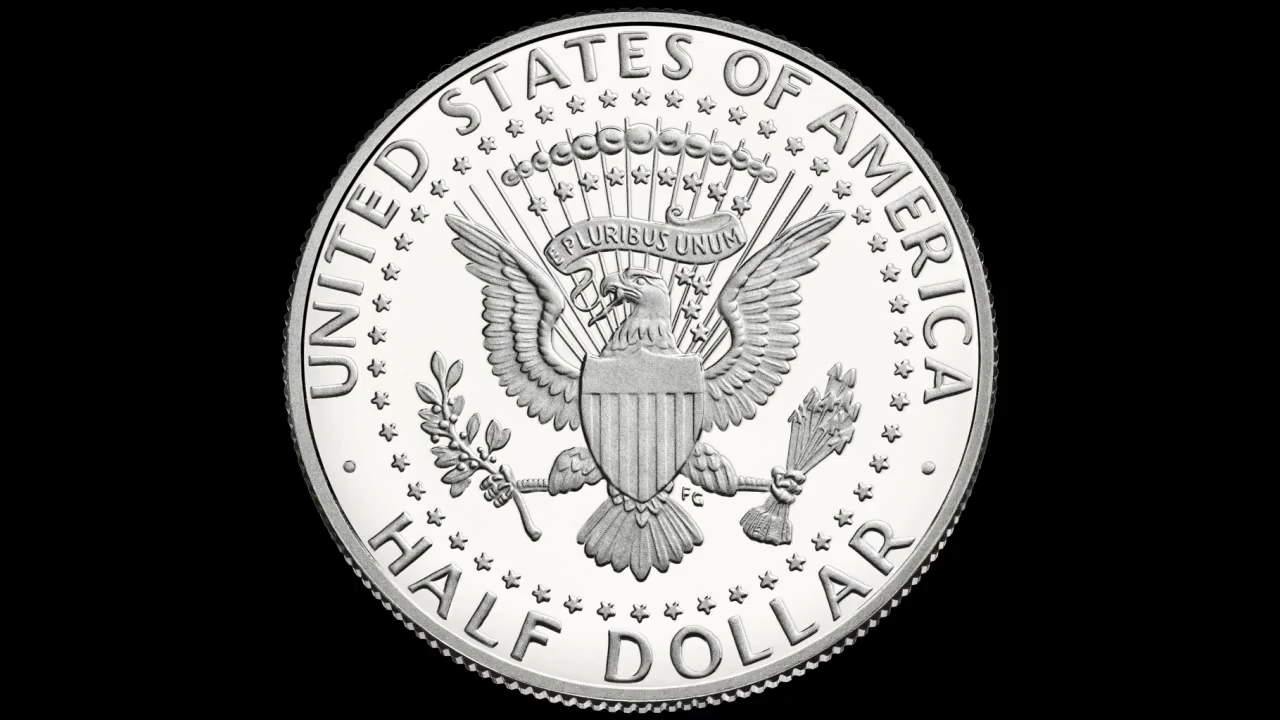 UNITED STATES OF AMERICA
E PLURIBUS UNUM
FG
HALF DOLLAR